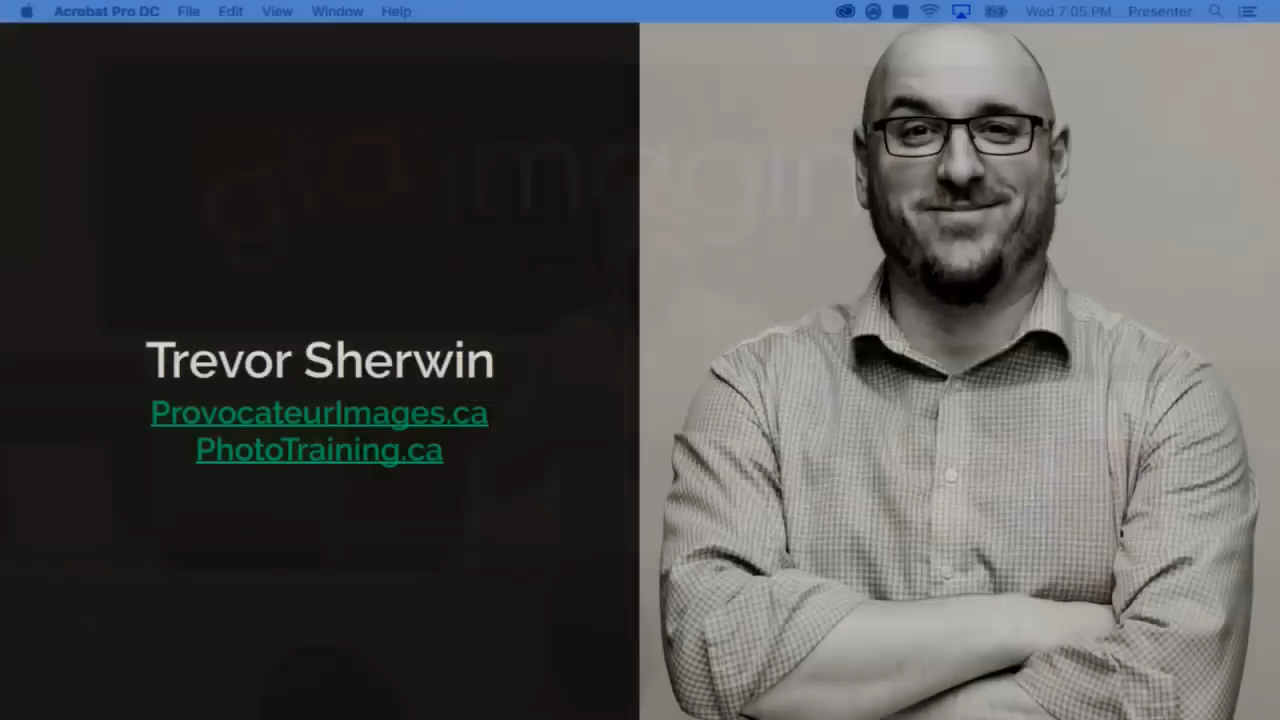 Acrobat Pro DC File Edit View Window Help Wed 7:05 PM Presenter
imagin
Trevor Sherwin
ProvocateurImages.ca
PhotoTraining.ca